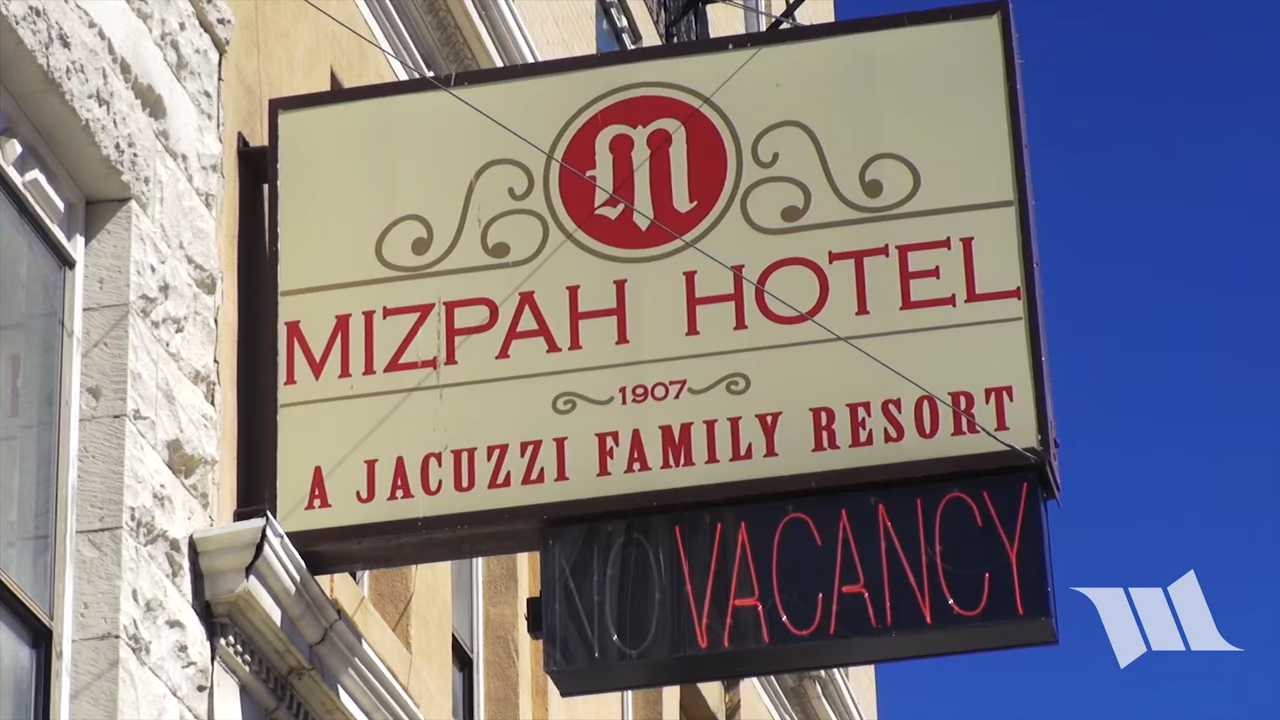 M
MIZPAH HOTEL
1907
A JACUZZI FAMILY RESORT
NO VACANCY